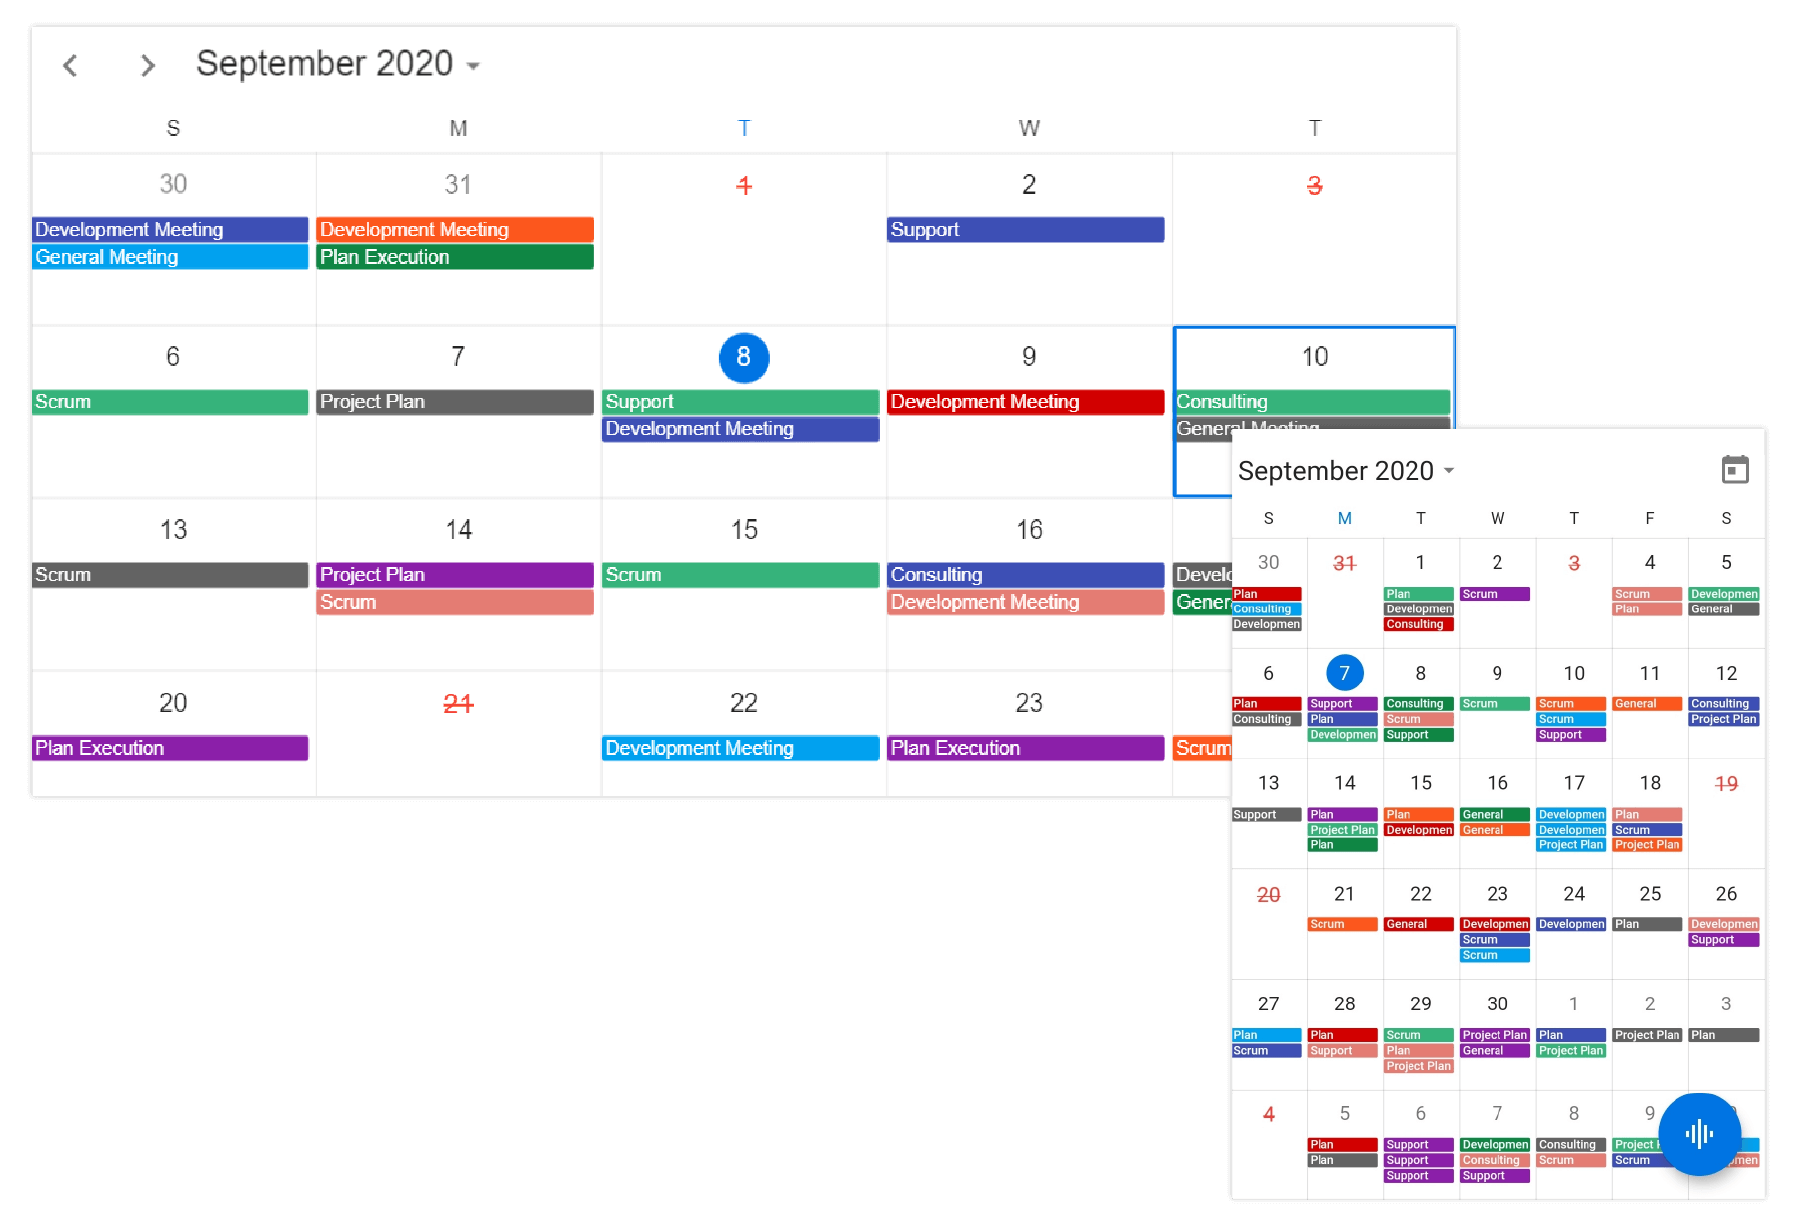 September 2020
S M T W T
30 31 1 2 3
Development Meeting Development Meeting Support
General Meeting Plan Execution
6 7 8 9 10
Scrum Project Plan Support Development Meeting Consulting
Development Meeting General Meeting
13 14 15 16
Scrum Project Plan Scrum Consulting Develo
Scrum Development Meeting Gener
20 21 22 23
Plan Execution Development Meeting Plan Execution Scrum
September 2020
S M T W T F S
30 31 1 2 3 4 5
Plan Plan Scrum Scrum Developmen
Consulting Developmen Plan General
Developmen Consulting
6 7 8 9 10 11 12
Plan Support Consulting Scrum Scrum General Consulting
Consulting Plan Scrum Scrum Project Plan
Developmen Support Support
13 14 15 16 17 18 19
Support Plan Plan General Developmen Plan
Project Plan Developmen General Developmen Scrum
Plan Project Plan Project Plan
20 21 22 23 24 25 26
Scrum General Developmen Developmen Plan Developmen
Scrum Support
Scrum
27 28 29 30 1 2 3
Plan Plan Scrum Project Plan Plan Project Plan Plan
Scrum Support Plan General Project Plan
Project Plan
4 5 6 7 8 9
Plan Support Developmen Consulting Project
Plan Support Consulting Scrum Scrum pmen
Support Support